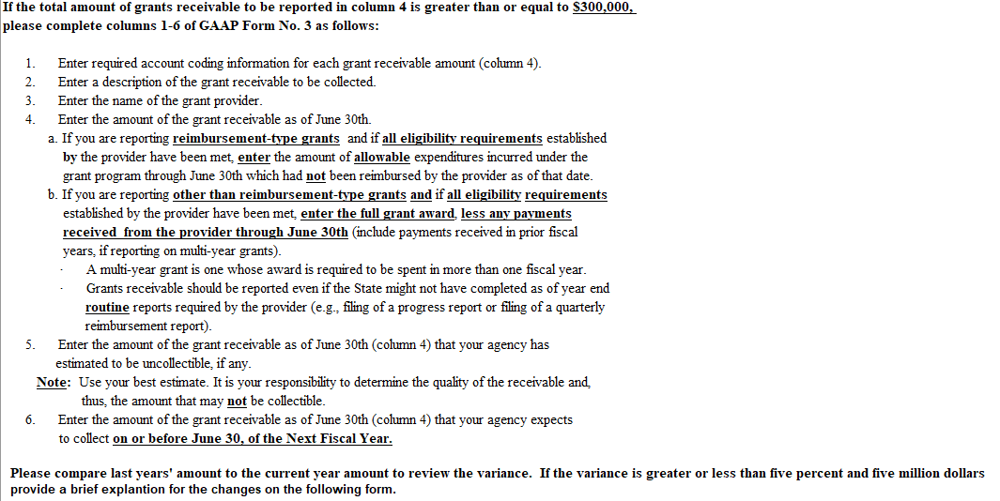 If the total amount of grants receivable to be reported in column 4 is greater than or equal to $300,000,
please complete columns 1-6 of GAAP Form No. 3 as follows:
1. Enter required account coding information for each grant receivable amount (column 4).
2. Enter a description of the grant receivable to be collected.
3. Enter the name of the grant provider.
4. Enter the amount of the grant receivable as of June 30th.
a. If you are reporting reimbursement-type grants and if all eligibility requirements established
by the provider have been met, enter the amount of allowable expenditures incurred under the
grant program through June 30th which had not been reimbursed by the provider as of that date.
b. If you are reporting other than reimbursement-type grants and if all eligibility requirements
established by the provider have been met, enter the full grant award, less any payments
received from the provider through June 30th (include payments received in prior fiscal
years, if reporting on multi-year grants).
· A multi-year grant is one whose award is required to be spent in more than one fiscal year.
· Grants receivable should be reported even if the State might not have completed as of year end
routine reports required by the provider (e.g., filing of a progress report or filing of a quarterly
reimbursement report).
5. Enter the amount of the grant receivable as of June 30th (column 4) that your agency has
estimated to be uncollectible, if any.
Note: Use your best estimate. It is your responsibility to determine the quality of the receivable and,
thus, the amount that may not be collectible.
6. Enter the amount of the grant receivable as of June 30th (column 4) that your agency expects
to collect on or before June 30, of the Next Fiscal Year.
Please compare last years' amount to the current year amount to review the variance. If the variance is greater or less than five percent and five million dollars
provide a brief explantion for the changes on the following form.